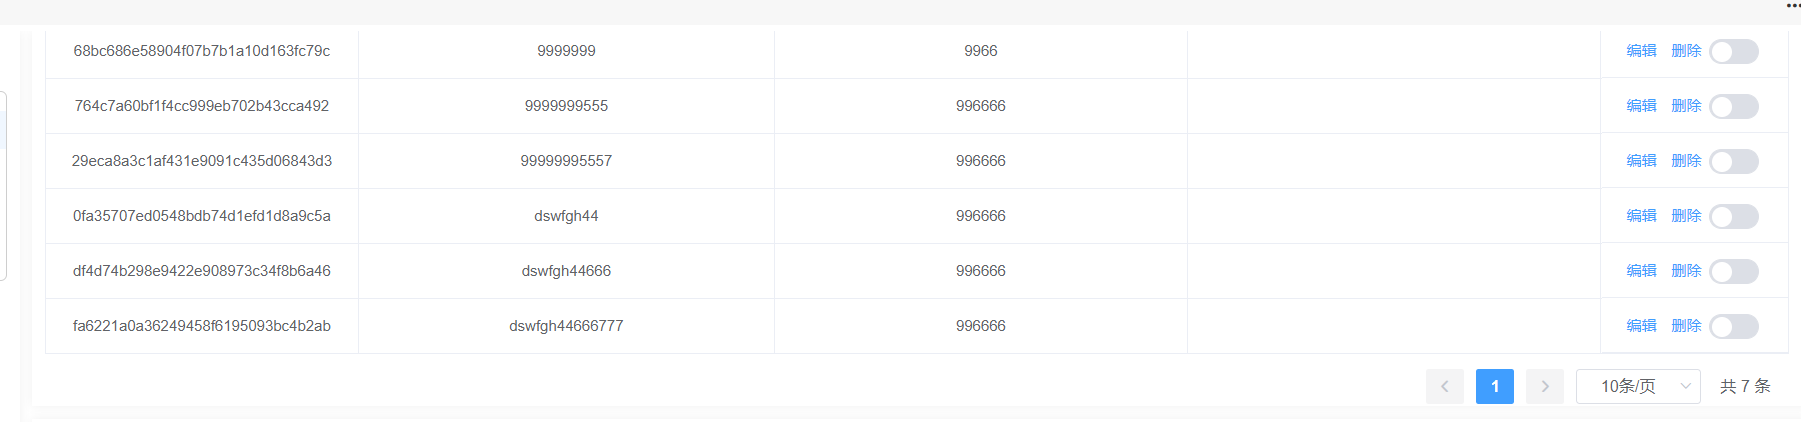 68bc686e58904f07b7b1a10d163fc79c 9999999 9966 编辑 删除
764c7a60bf1f4cc999eb702b43cca492 9999999555 996666 编辑 删除
29eca8a3c1af431e9091c435d06843d3 99999995557 996666 编辑 删除
0fa35707ed0548bdb74d1efd1d8a9c5a dswfgh44 996666 编辑 删除
df4d74b298e9422e908973c34f8b6a46 dswfgh44666 996666 编辑 删除
fa6221a0a36249458f6195093bc4b2ab dswfgh44666777 996666 编辑 删除
1 10条/页 共 7 条